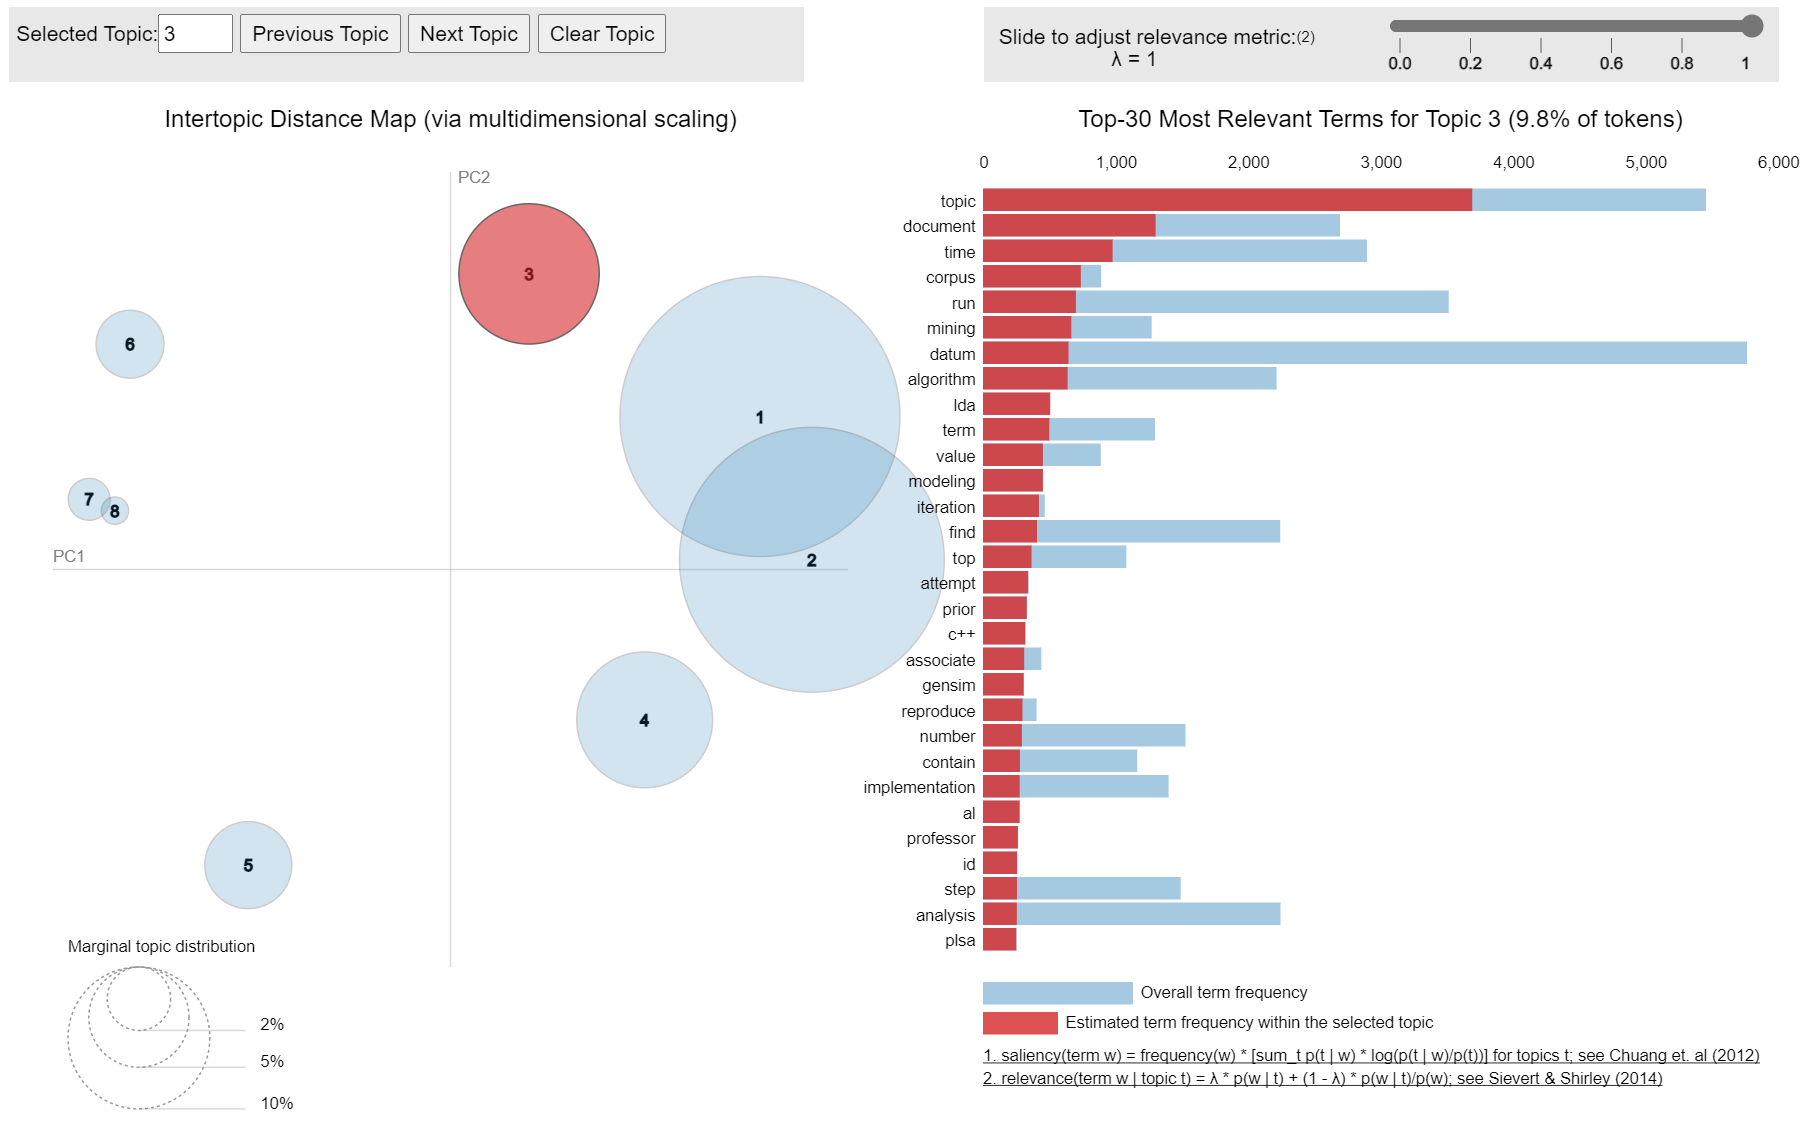 Selected Topic: 3 Previous Topic Next Topic Clear Topic
Slide to adjust relevance metric:(2)
λ = 1
0.0 0.2 0.4 0.6 0.8 1
Intertopic Distance Map (via multidimensional scaling)
PC2
PC1
3
6
1
7
8
2
4
5
Marginal topic distribution
2%
5%
10%
Top-30 Most Relevant Terms for Topic 3 (9.8% of tokens)
0 1,000 2,000 3,000 4,000 5,000 6,000
topic
document
time
corpus
run
mining
datum
algorithm
lda
term
value
modeling
iteration
find
top
attempt
prior
c++
associate
gensim
reproduce
number
contain
implementation
al
professor
id
step
analysis
plsa
Overall term frequency
Estimated term frequency within the selected topic
1. saliency(term w) = frequency(w) * [sum_t p(t | w) * log(p(t | w)/p(t))] for topics t; see Chuang et. al (2012)
2. relevance(term w | topic t) = λ * p(w | t) + (1 - λ) * p(w | t)/p(w); see Sievert & Shirley (2014)